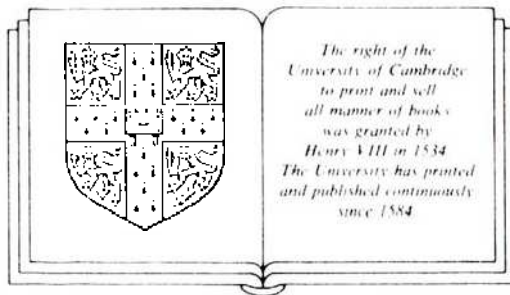 The right of the
University of Cambridge
to print and sell
all manner of books
was granted by
Henry VIII in 1534.
The University has printed
and published continuously
since 1584.